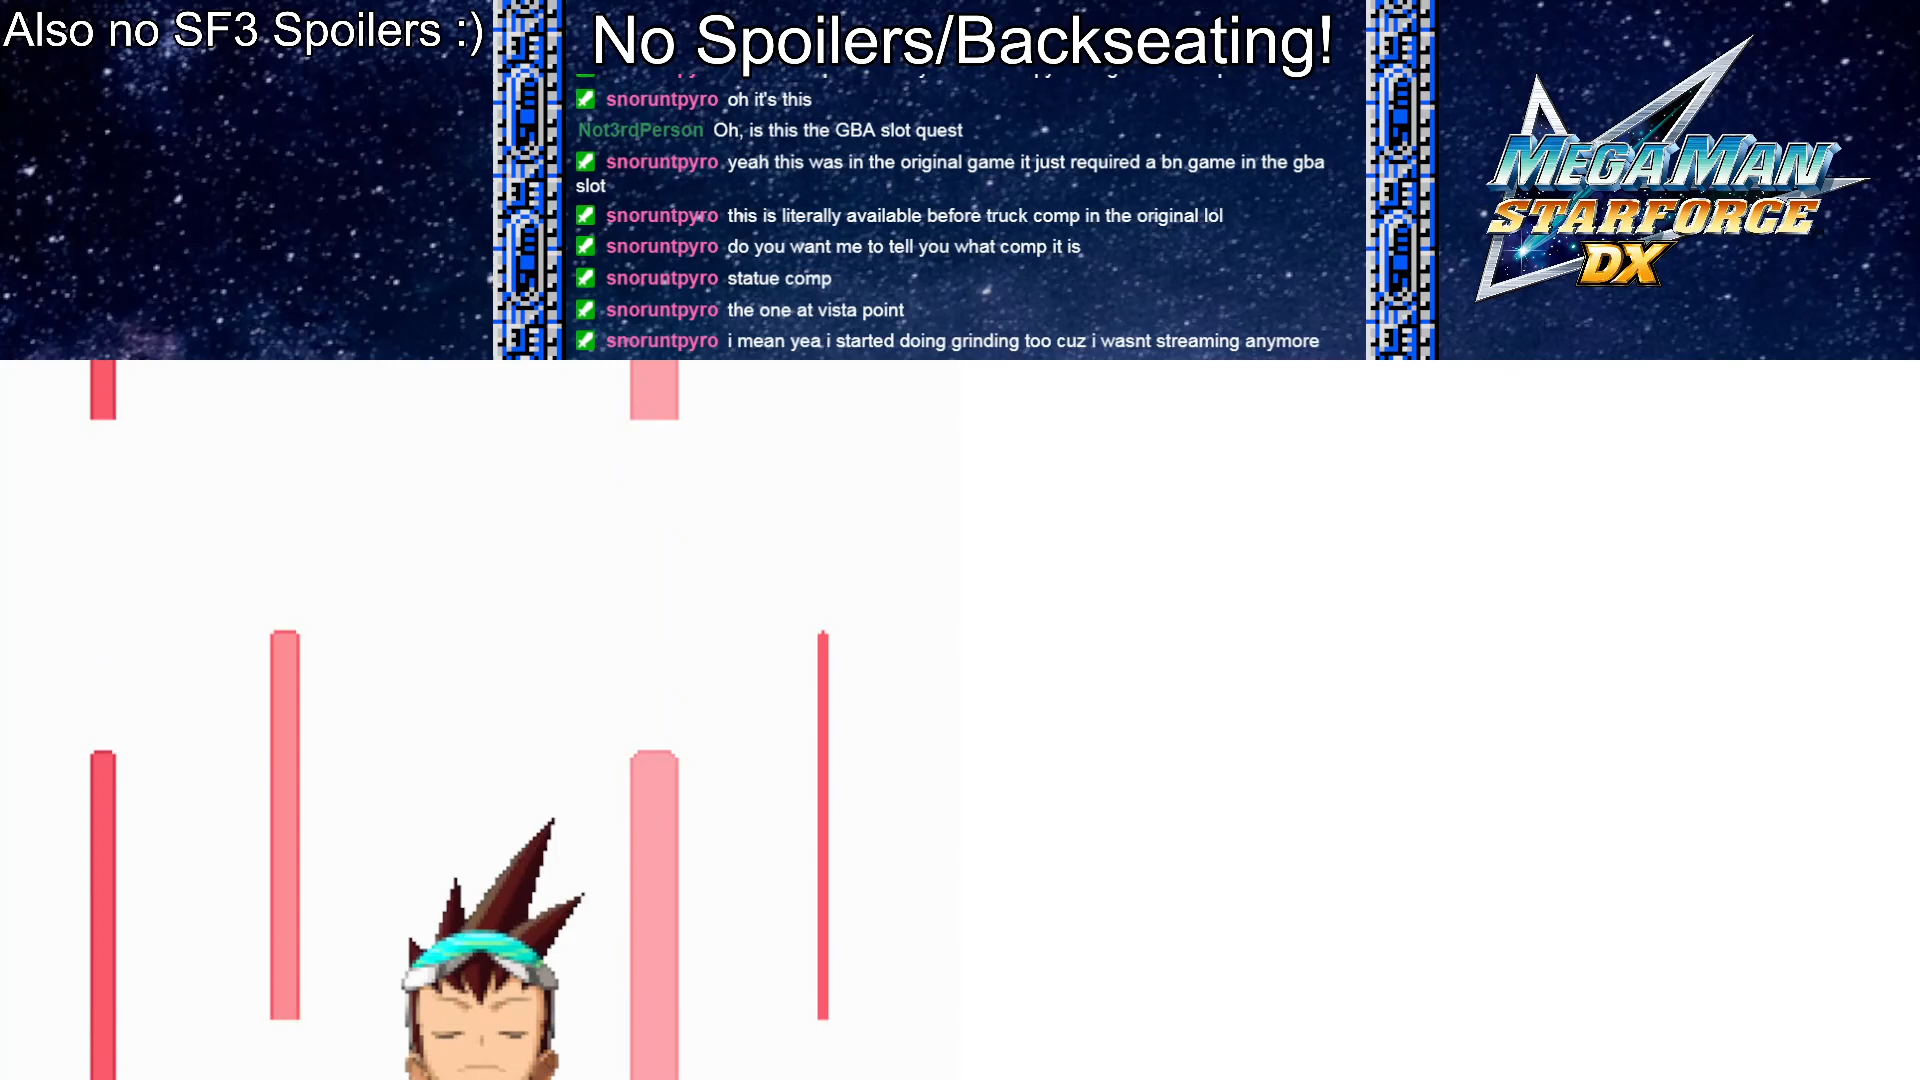 Also no SF3 Spoilers :)
No Spoilers/Backseating!
snoruntpyro oh it's this
Not3rdPerson Oh, is this the GBA slot quest
snoruntpyro yeah this was in the original game it just required a bn game in the gba
slot
snoruntpyro this is literally available before truck comp in the original lol
snoruntpyro do you want me to tell you what comp it is
snoruntpyro statue comp
snoruntpyro the one at vista point
snoruntpyro i mean yea i started doing grinding too cuz i wasnt streaming anymore
MEGAMAN
STARFORCE
DX